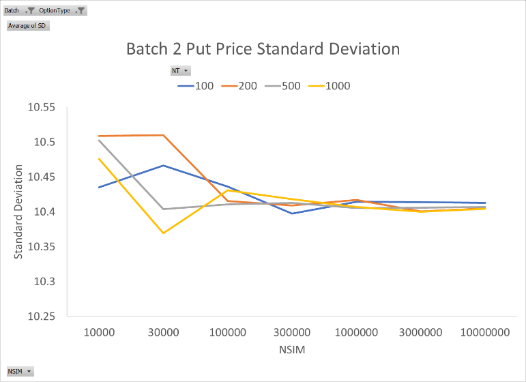 Batch OptionType
Average of SD
Batch 2 Put Price Standard Deviation
NT
100 200 500 1000
Standard Deviation
10.55
10.5
10.45
10.4
10.35
10.3
10.25
10000 30000 100000 300000 1000000 3000000 10000000
NSIM
NSIM